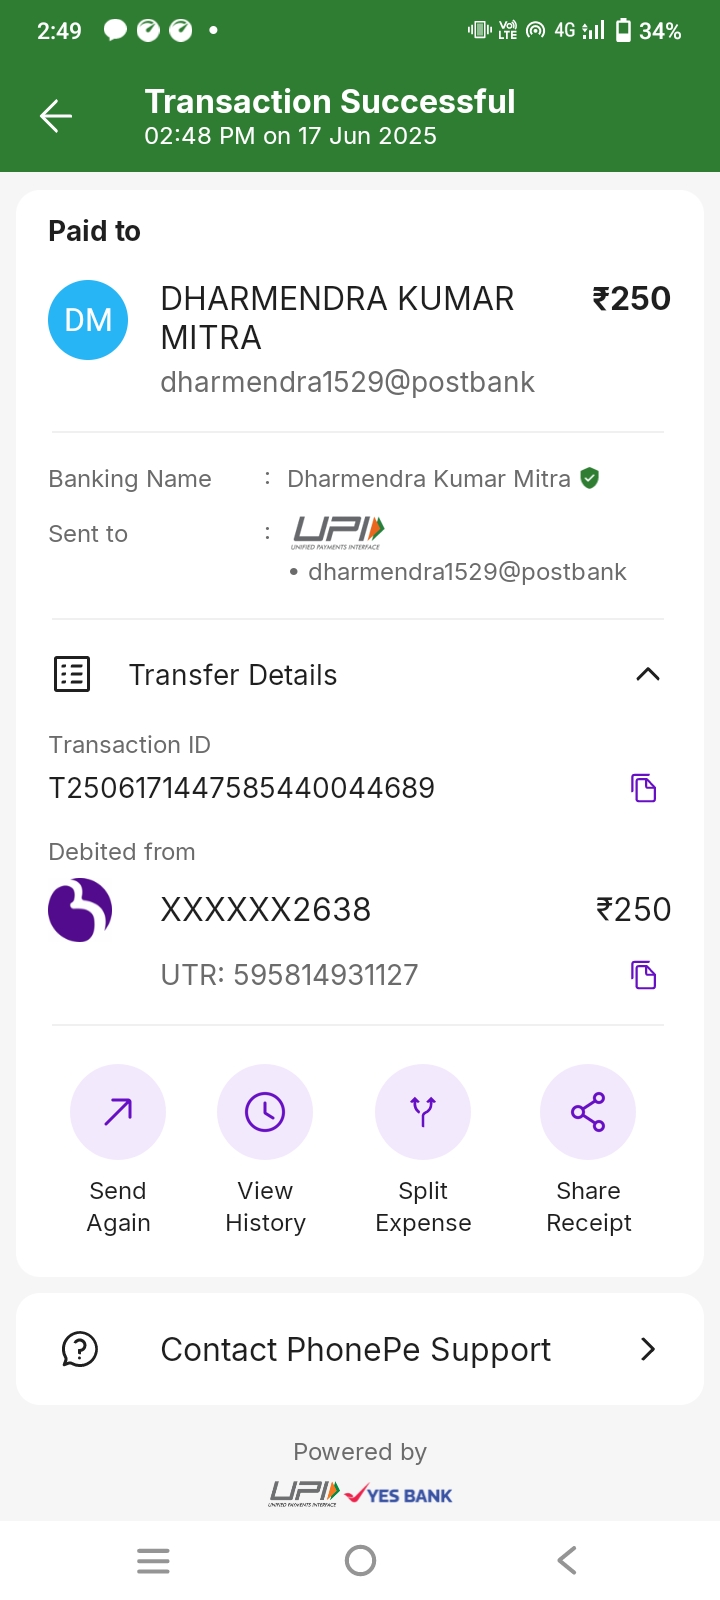 2:49
Vo)) LTE 4G 34%
Transaction Successful
02:48 PM on 17 Jun 2025
Paid to
DM
DHARMENDRA KUMAR ₹250
MITRA
dharmendra1529@postbank
Banking Name : Dharmendra Kumar Mitra
Sent to : UPI
UNIFIED PAYMENTS INTERFACE
• dharmendra1529@postbank
Transfer Details
Transaction ID
T2506171447585440044689
Debited from
XXXXXX2638 ₹250
UTR: 595814931127
Send Again
View History
Split Expense
Share Receipt
Contact PhonePe Support
Powered by
UPI YES BANK
UNIFIED PAYMENTS INTERFACE